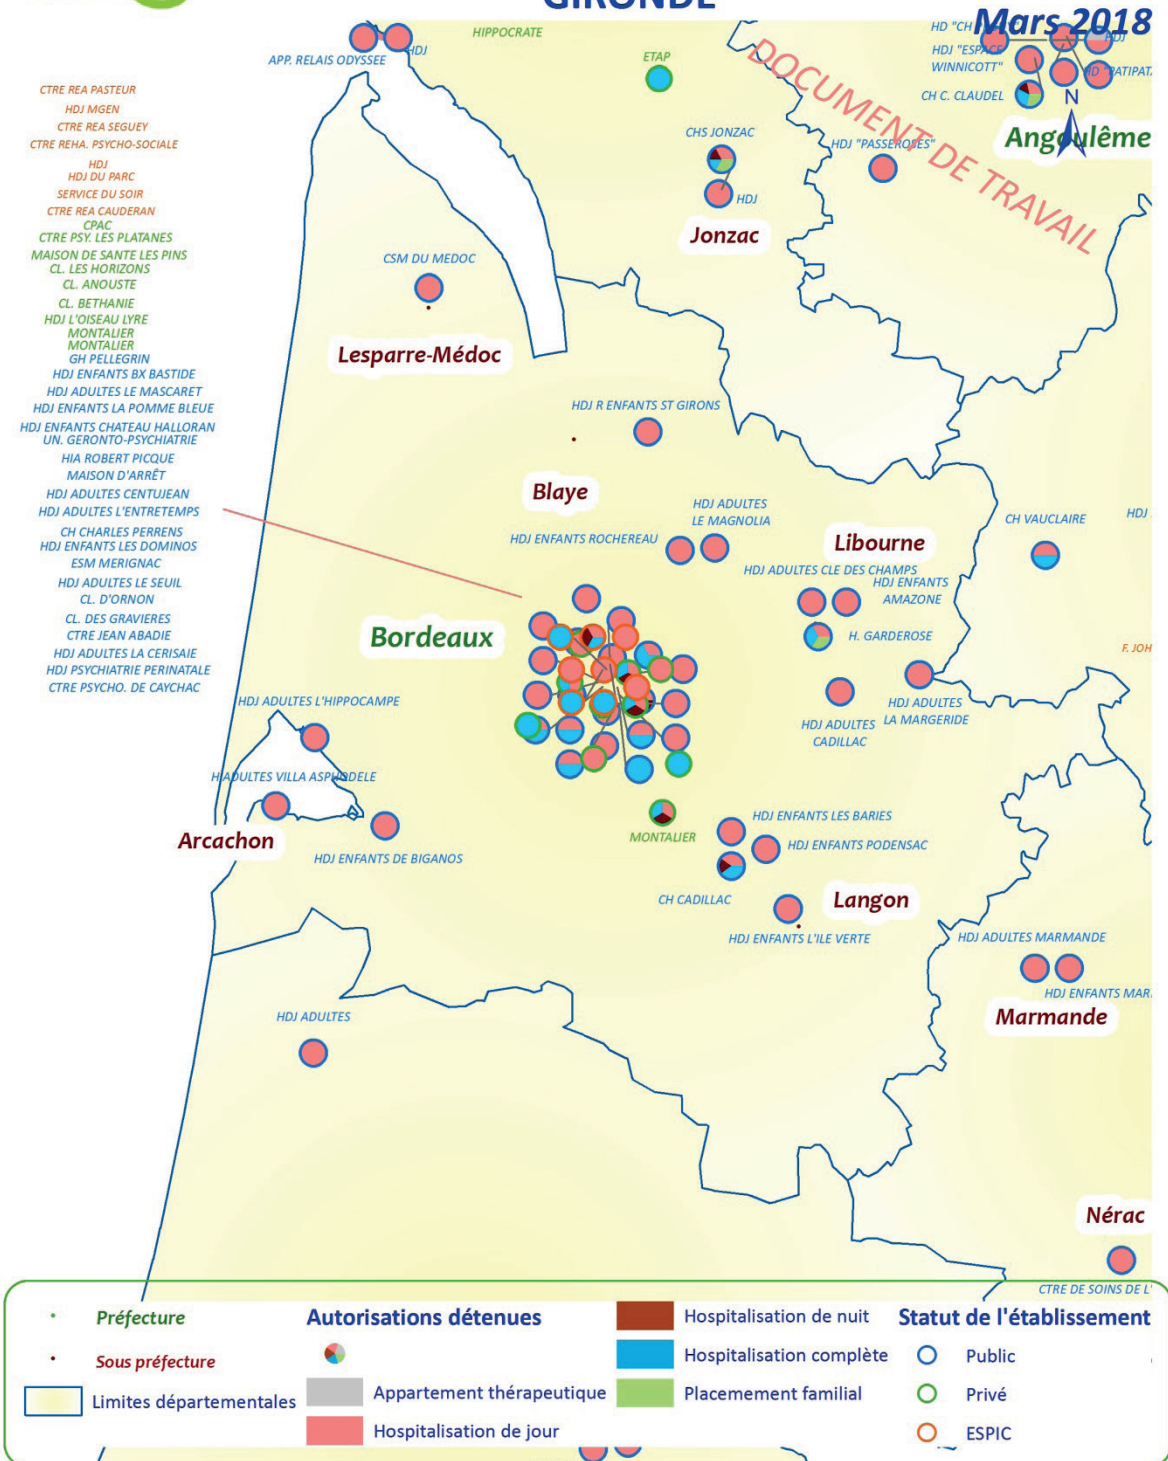 GIRONDE
Mars 2018
DOCUMENT DE TRAVAIL
HIPPOCRATE
HDJ
APP. RELAIS ODYSSEE
ETAP
HDJ "ESPACE
WINNICOTT"
HDJ
CH C. CLAUDEL
N
Angoulême
CHS JONZAC
HDJ "PASSEROSES"
HDJ
Jonzac
CTRE REA PASTEUR
HDJ MGEN
CTRE REA SEGUEY
CTRE REHA. PSYCHO-SOCIALE
HDJ
HDJ DU PARC
SERVICE DU SOIR
CTRE REA CAUDERAN
CPAC
CTRE PSY. LES PLATANES
MAISON DE SANTE LES PINS
CL. LES HORIZONS
CL. ANOUSTE
CL. BETHANIE
HDJ L'OISEAU LYRE
MONTALIER
MONTALIER
GH PELLEGRIN
HDJ ENFANTS BX BASTIDE
HDJ ADULTES LE MASCARET
HDJ ENFANTS LA POMME BLEUE
HDJ ENFANTS CHATEAU HALLORAN
UN. GERONTO-PSYCHIATRIE
HIA ROBERT PICQUE
MAISON D'ARRÊT
HDJ ADULTES CENTUJEAN
HDJ ADULTES L'ENTRETEMPS
CH CHARLES PERRENS
HDJ ENFANTS LES DOMINOS
ESM MERIGNAC
HDJ ADULTES LE SEUIL
CL. D'ORNON
CL. DES GRAVIERES
CTRE JEAN ABADIE
HDJ ADULTES LA CERISAIE
HDJ PSYCHIATRIE PERINATALE
CTRE PSYCHO. DE CAYCHAC
CSM DU MEDOC
Lesparre-Médoc
HDJ R ENFANTS ST GIRONS
Blaye
HDJ ADULTES
LE MAGNOLIA
HDJ ENFANTS ROCHEREAU
Libourne
CH VAUCLAIRE
HDJ
HDJ ADULTES CLE DES CHAMPS
HDJ ENFANTS
AMAZONE
H. GARDEROSE
Bordeaux
F. JOH
HDJ ADULTES
LA MARGERIDE
HDJ ADULTES
CADILLAC
HDJ ADULTES L'HIPPOCAMPE
H ADULTES VILLA ASPHODELE
Arcachon
HDJ ENFANTS DE BIGANOS
MONTALIER
HDJ ENFANTS LES BARIES
HDJ ENFANTS PODENSAC
CH CADILLAC
Langon
HDJ ENFANTS L'ILE VERTE
HDJ ADULTES MARMANDE
HDJ ENFANTS MAR
Marmande
HDJ ADULTES
Nérac
CTRE DE SOINS DE L'
Préfecture
Sous préfecture
Limites départementales
Autorisations détenues
Appartement thérapeutique
Hospitalisation de jour
Hospitalisation de nuit
Hospitalisation complète
Placemement familial
Statut de l'établissement
Public
Privé
ESPIC